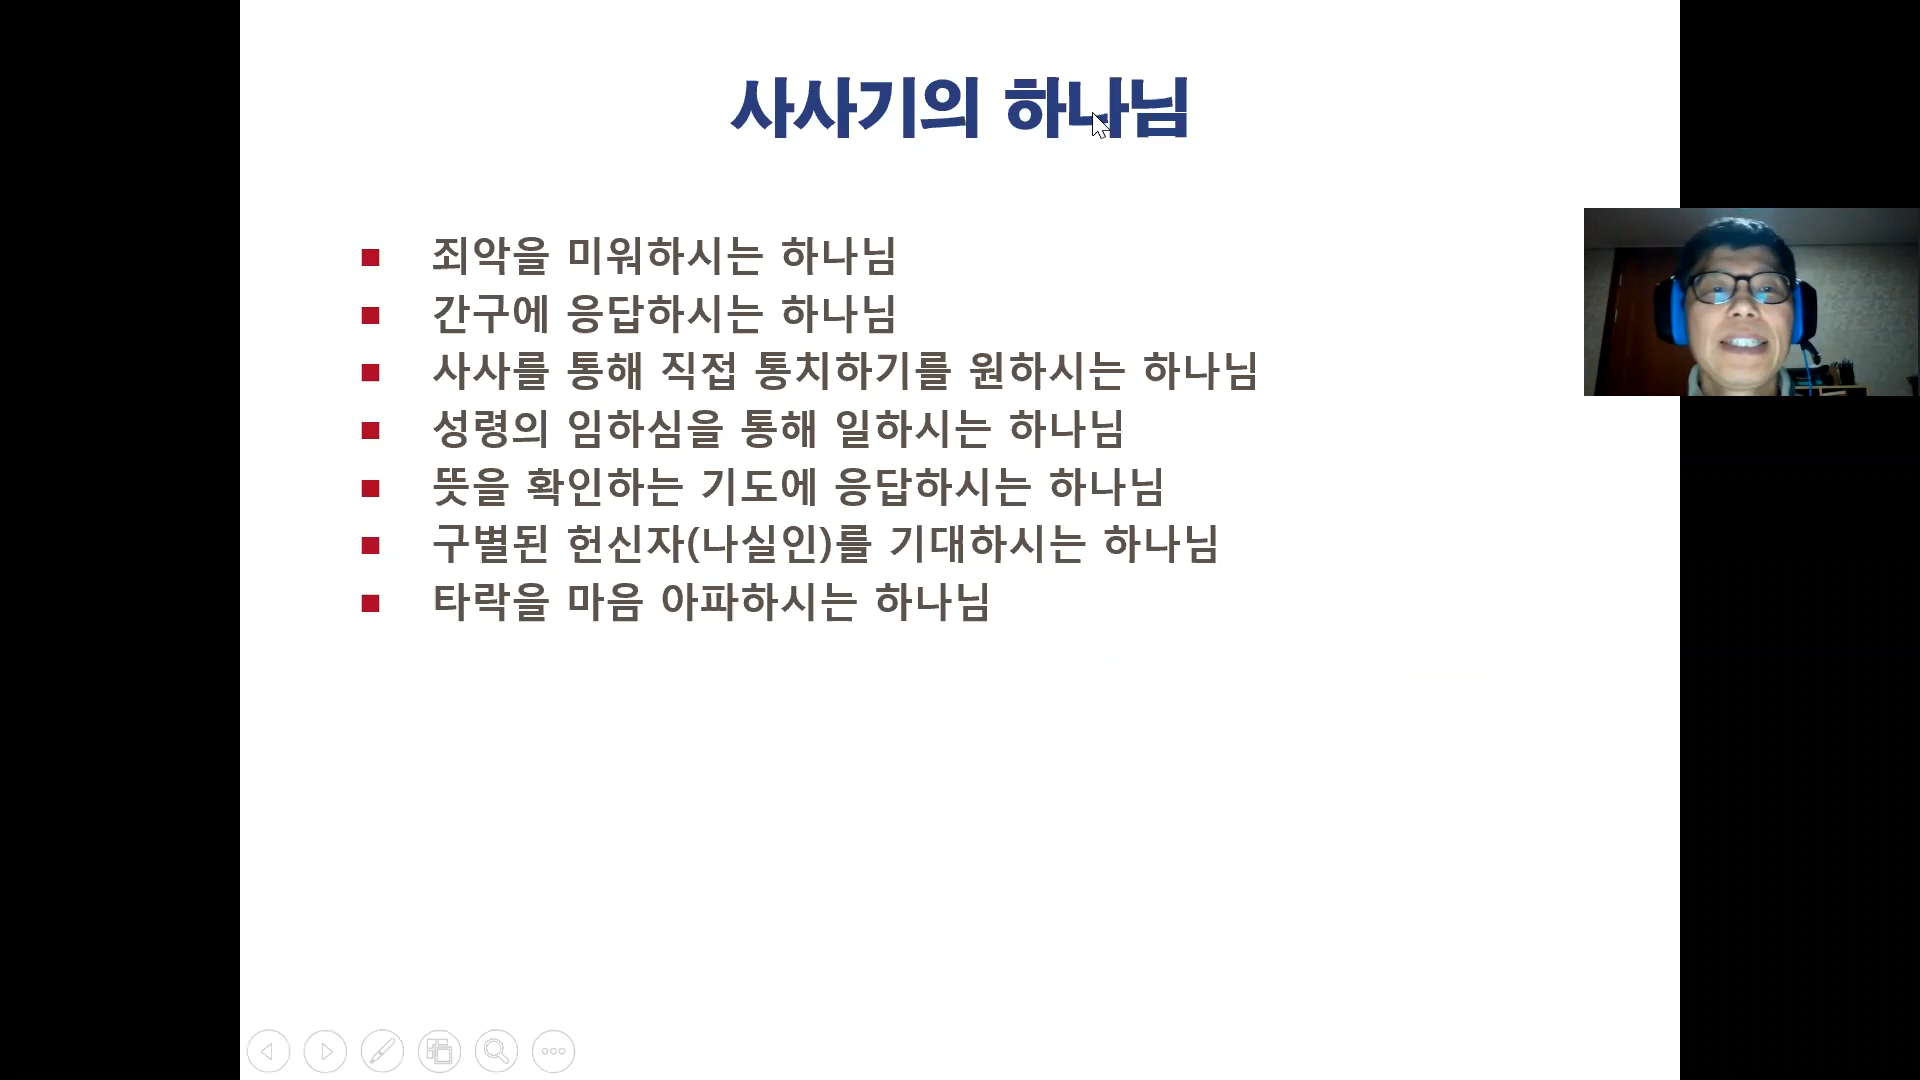 사사기의 하나님
죄악을 미워하시는 하나님
간구에 응답하시는 하나님
사사를 통해 직접 통치하기를 원하시는 하나님
성령의 임하심을 통해 일하시는 하나님
뜻을 확인하는 기도에 응답하시는 하나님
구별된 헌신자(나실인)를 기대하시는 하나님
타락을 마음 아파하시는 하나님